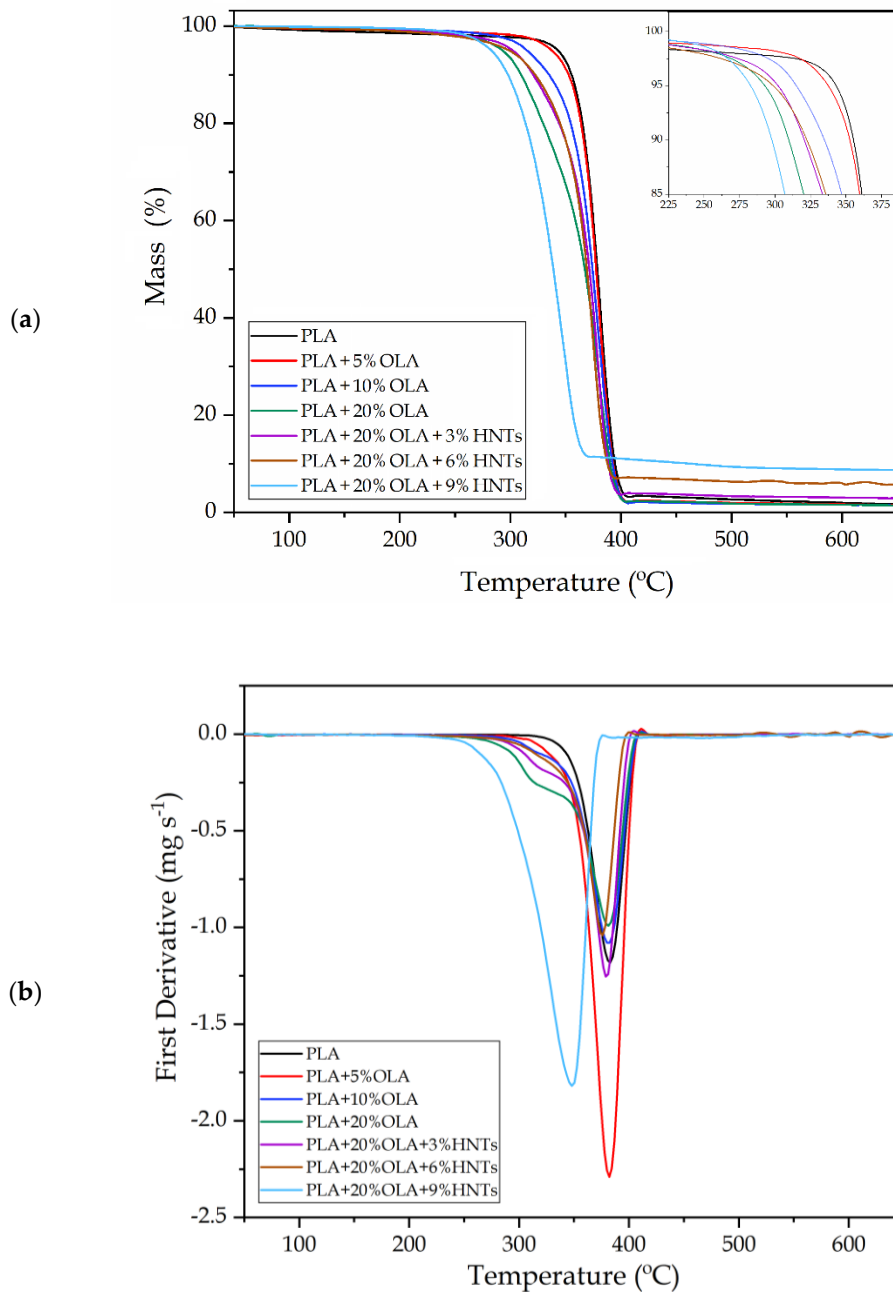 100
80
60
40
20
0
Mass (%)
(a)
100
95
90
85
225
250
275
300
325
350
375
PLA
PLA + 5% OLA
PLA + 10% OLA
PLA + 20% OLA
PLA + 20% OLA + 3% HNTs
PLA + 20% OLA + 6% HNTs
PLA + 20% OLA + 9% HNTs
100
200
300
400
500
600
Temperature (ºC)
0.0
-0.5
-1.0
-1.5
-2.0
-2.5
First Derivative (mg s-1)
(b)
PLA
PLA+5%OLA
PLA+10%OLA
PLA+20%OLA
PLA+20%OLA+3%HNTs
PLA+20%OLA+6%HNTs
PLA+20%OLA+9%HNTs
100
200
300
400
500
600
Temperature (ºC)